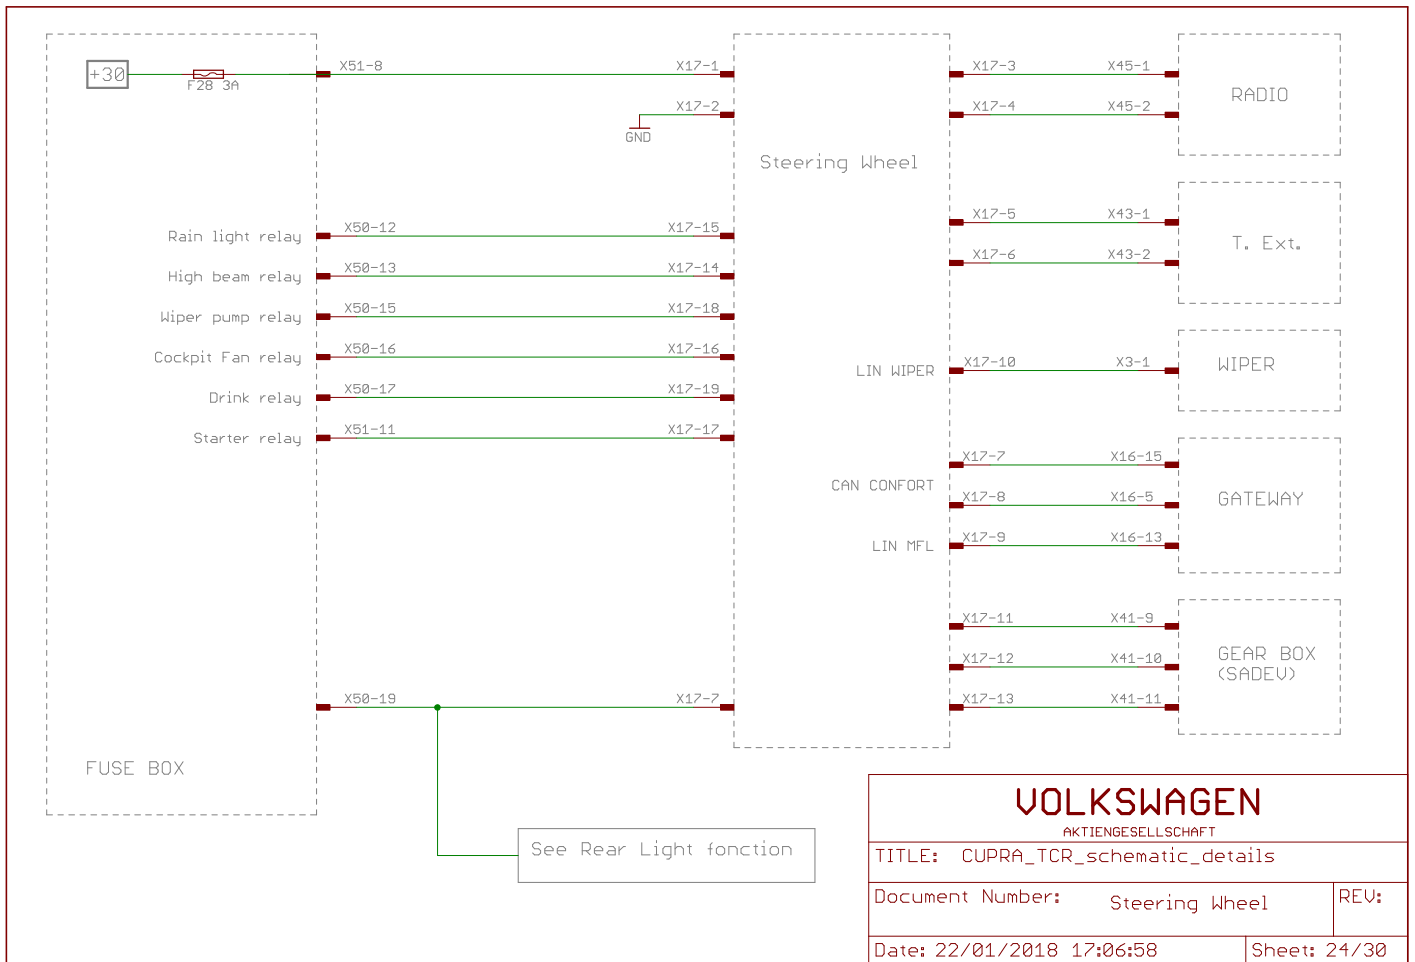 +30
F28 3A
X51-8
X17-1
X17-2
GND
Steering Wheel
X17-3 X45-1
X17-4 X45-2
RADIO
X17-5 X43-1
X17-6 X43-2
T. Ext.
Rain light relay X50-12 X17-15
High beam relay X50-13 X17-14
Wiper pump relay X50-15 X17-18
Cockpit Fan relay X50-16 X17-16
Drink relay X50-17 X17-19
Starter relay X51-11 X17-17
LIN WIPER X17-10 X3-1 WIPER
X17-7 X16-15
CAN CONFORT
X17-8 X16-5
GATEWAY
LIN MFL X17-9 X16-13
X17-11 X41-9
X17-12 X41-10
X17-13 X41-11
GEAR BOX
(SADEV)
X50-19 X17-7
FUSE BOX
See Rear Light fonction
VOLKSWAGEN
AKTIENGESELLSCHAFT
TITLE: CUPRA_TCR_schematic_details
Document Number: Steering Wheel
REV:
Date: 22/01/2018 17:06:58
Sheet: 24/30